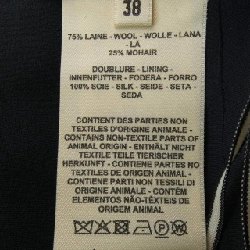 38
75% LAINE - WOOL - WOLLE - LANA
- LÃ
25% MOHAIR
DOUBLURE - LINING -
INNENFUTTER - FODERA - FORRO
100% SOIE - SILK - SEIDE - SETA
SEDA
CONTIENT DES PARTIES NON
TEXTILES D'ORIGINE ANIMALE -
CONTAINS NON-TEXTILE PARTS OF
ANIMAL ORIGIN - ENTHÄLT NICHT
TEXTILE TEILE TIERISCHER
HERKUNFT - CONTIENE PARTES NO
TEXTILES DE ORIGEN ANIMAL -
CONTIENE PARTI NON TESSILI DI
ORIGINE ANIMALE - CONTÉM
ELEMENTOS NÃO-TÊXTEIS DE
ORIGEM ANIMAL